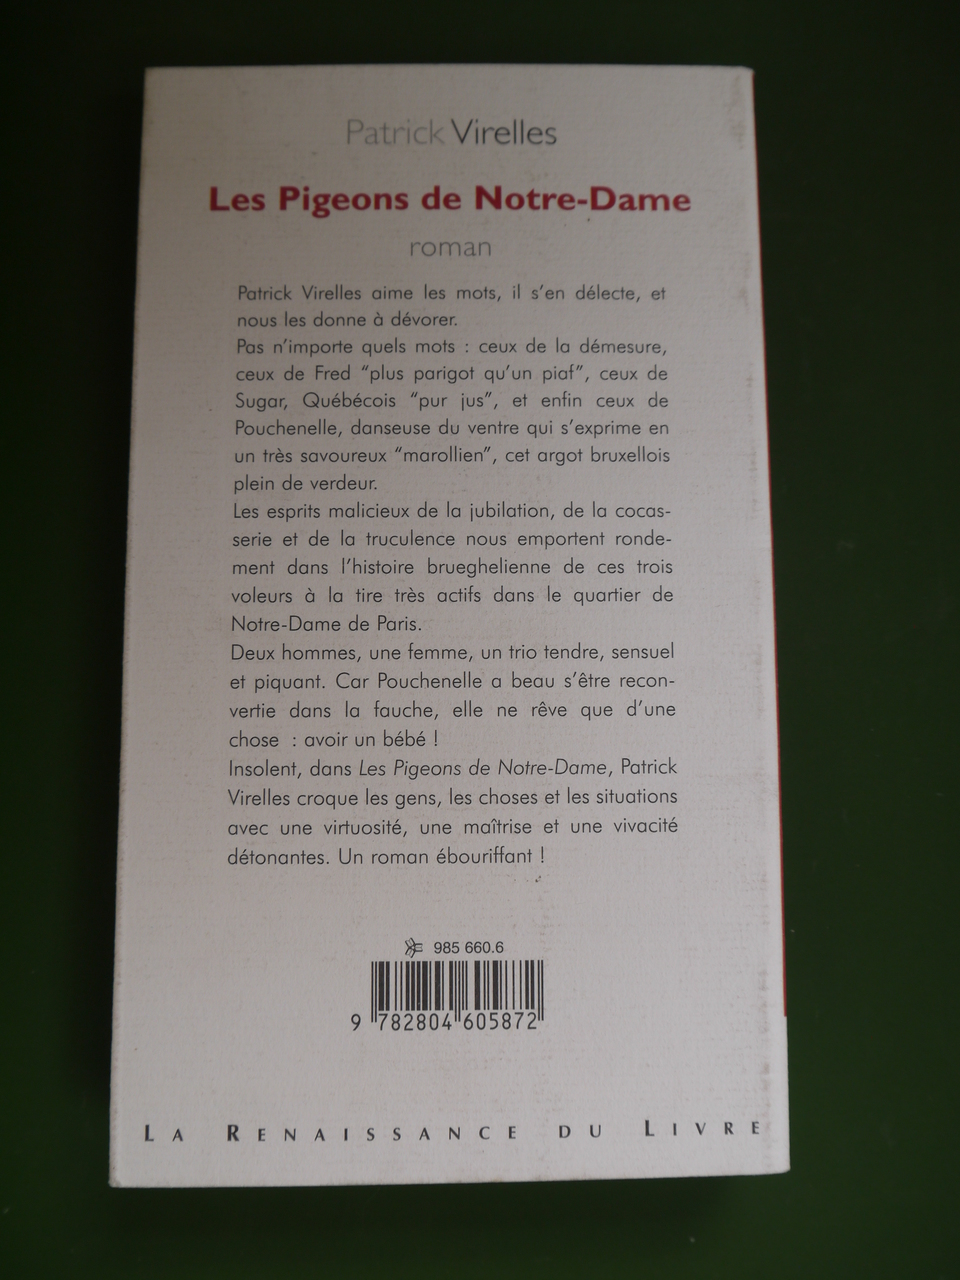 Patrick Virelles
Les Pigeons de Notre-Dame
roman
Patrick Virelles aime les mots, il s'en délecte, et
nous les donne à dévorer.
Pas n'importe quels mots : ceux de la démesure,
ceux de Fred "plus parigot qu'un piaf", ceux de
Sugar, Québécois "pur jus", et enfin ceux de
Pouchenelle, danseuse du ventre qui s'exprime en
un très savoureux "marollien", cet argot bruxellois
plein de verdeur.
Les esprits malicieux de la jubilation, de la cocas-
serie et de la truculence nous emportent ronde-
ment dans l'histoire brueghelienne de ces trois
voleurs à la tire très actifs dans le quartier de
Notre-Dame de Paris.
Deux hommes, une femme, un trio tendre, sensuel
et piquant. Car Pouchenelle a beau s'être recon-
vertie dans la fauche, elle ne rêve que d'une
chose : avoir un bébé !
Insolent, dans Les Pigeons de Notre-Dame, Patrick
Virelles croque les gens, les choses et les situations
avec une virtuosité, une maîtrise et une vivacité
détonantes. Un roman ébouriffant !
985 660.6
9 782804 605872
LA RENAISSANCE DU LIVRE